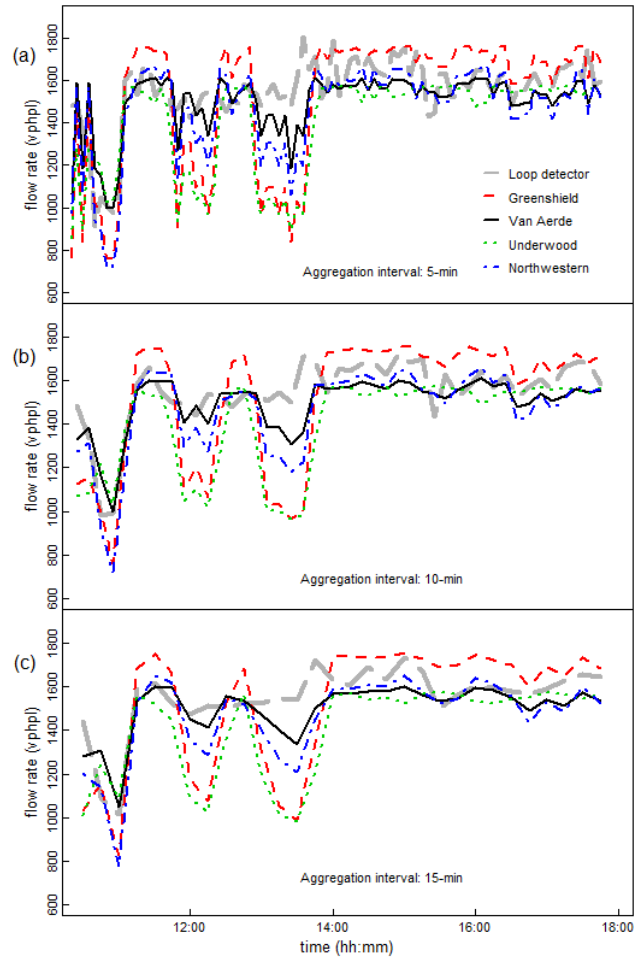 (a)
flow rate (vphpl)
600 800 1000 1200 1400 1600 1800
Loop detector
Greenshield
Van Aerde
Underwood
Northwestern
Aggregation interval: 5-min
(b)
flow rate (vphpl)
600 800 1000 1200 1400 1600 1800
Aggregation interval: 10-min
(c)
flow rate (vphpl)
600 800 1000 1200 1400 1600 1800
Aggregation interval: 15-min
12:00 14:00 16:00 18:00
time (hh:mm)